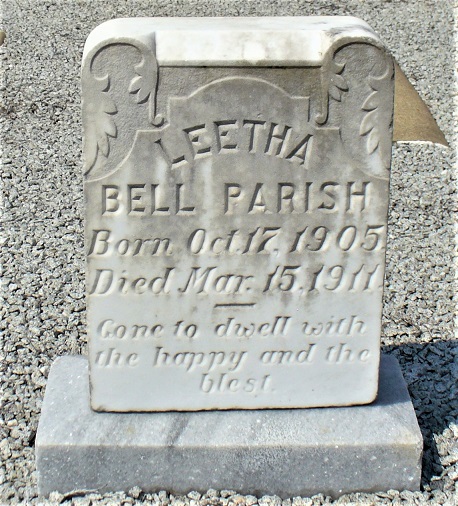 LEETHA
BELL PARISH
Born Oct. 17, 1905.
Died Mar. 15, 1911.
Gone to dwell with
the happy and the
blest.